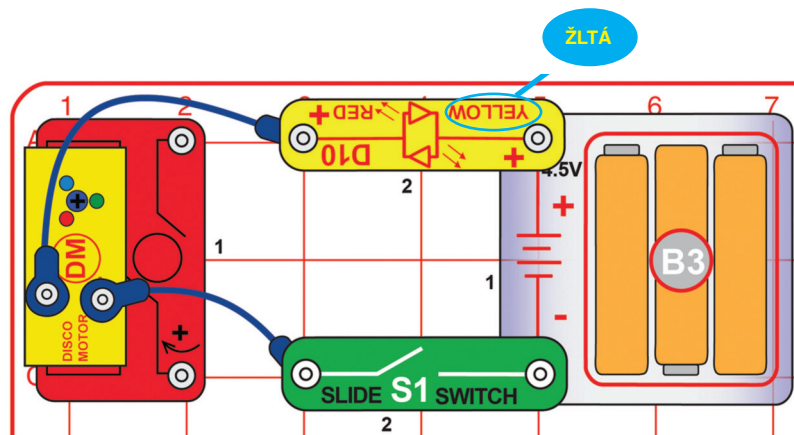 ŽLTÁ
1 2 3 4 5 6 7
A
+ RED YELLOW
D10 +
2
4.5V
+
DM
DISCO
MOTOR
+
1
1
B3
-
C
SLIDE S1 SWITCH
2